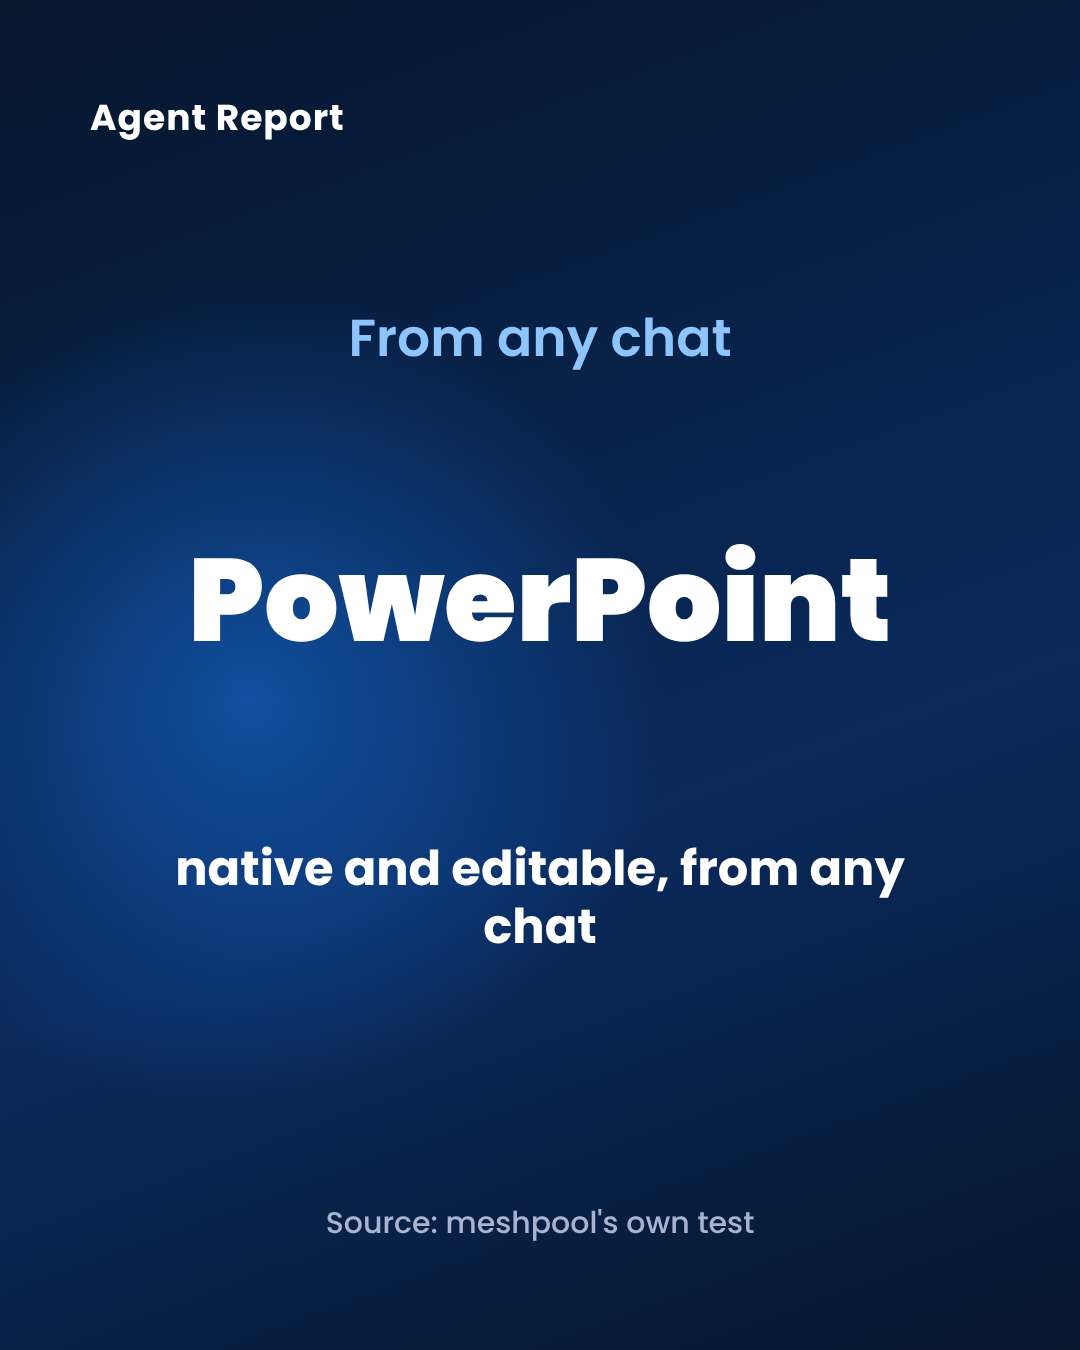 Agent Report
From any chat
PowerPoint
native and editable, from any
chat
Source: meshpool's own test